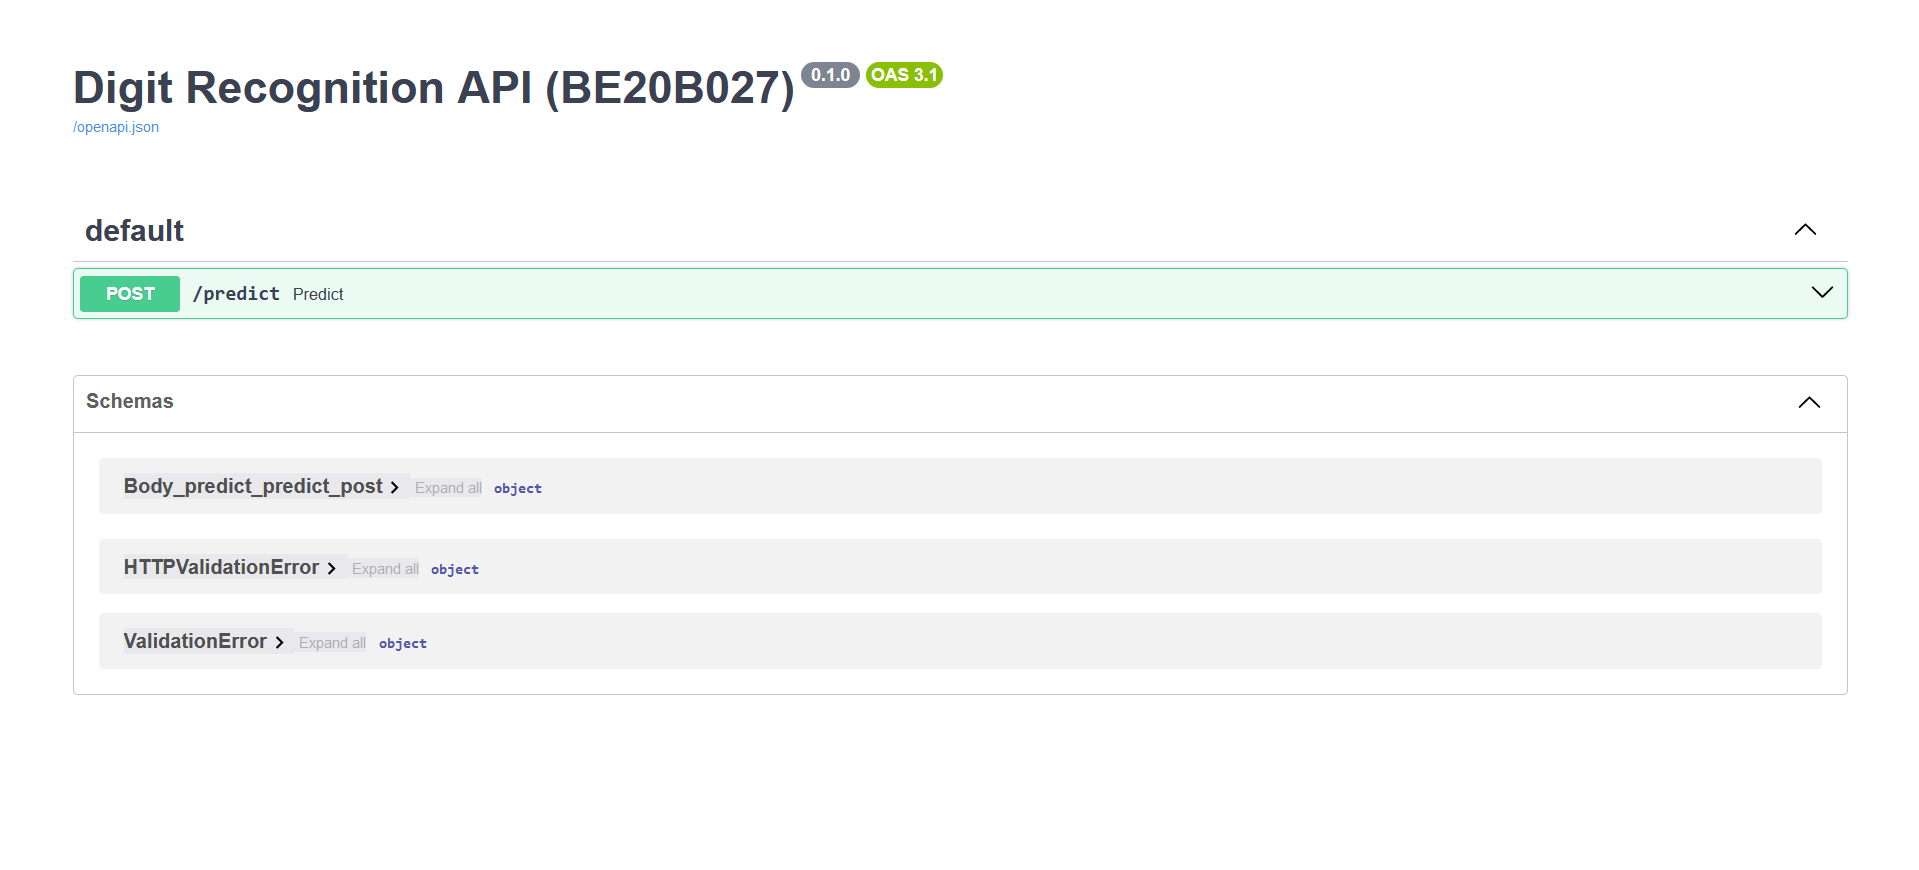 Digit Recognition API (BE20B027) 0.1.0 OAS 3.1
/openapi.json
default
POST /predict Predict
Schemas
Body_predict_predict_post Expand all object
HTTPValidationError Expand all object
ValidationError Expand all object